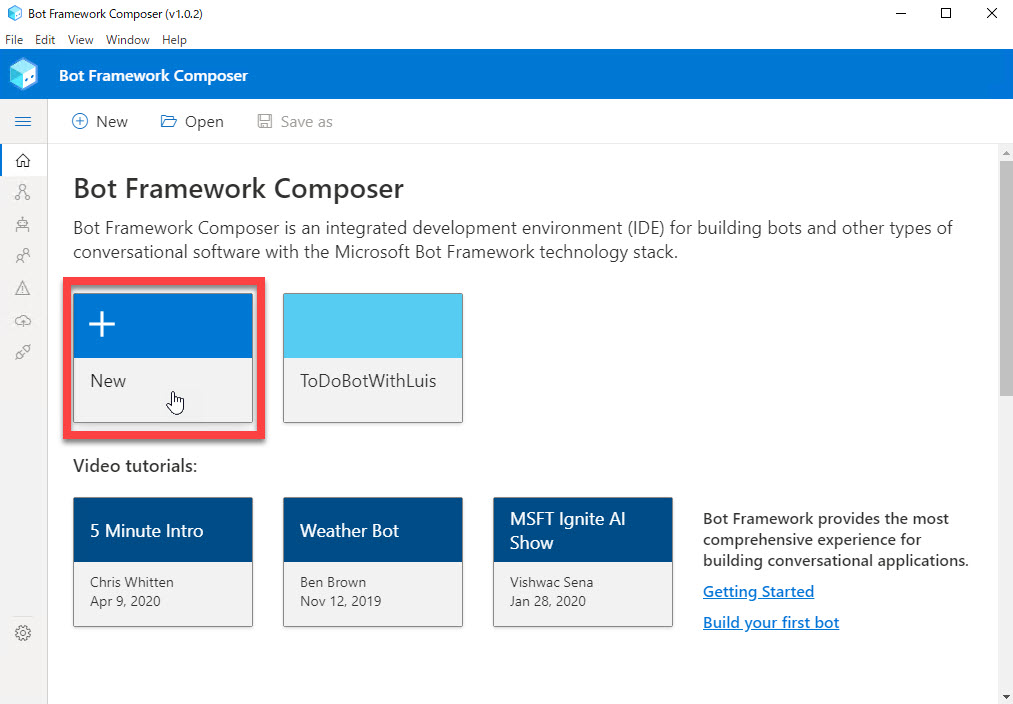 Bot Framework Composer (v1.0.2)
File Edit View Window Help
Bot Framework Composer
New Open Save as
Bot Framework Composer
Bot Framework Composer is an integrated development environment (IDE) for building bots and other types of
conversational software with the Microsoft Bot Framework technology stack.
New
ToDoBotWithLuis
Video tutorials:
5 Minute Intro
Chris Whitten
Apr 9, 2020
Weather Bot
Ben Brown
Nov 12, 2019
MSFT Ignite AI
Show
Vishwac Sena
Jan 28, 2020
Bot Framework provides the most
comprehensive experience for
building conversational applications.
Getting Started
Build your first bot